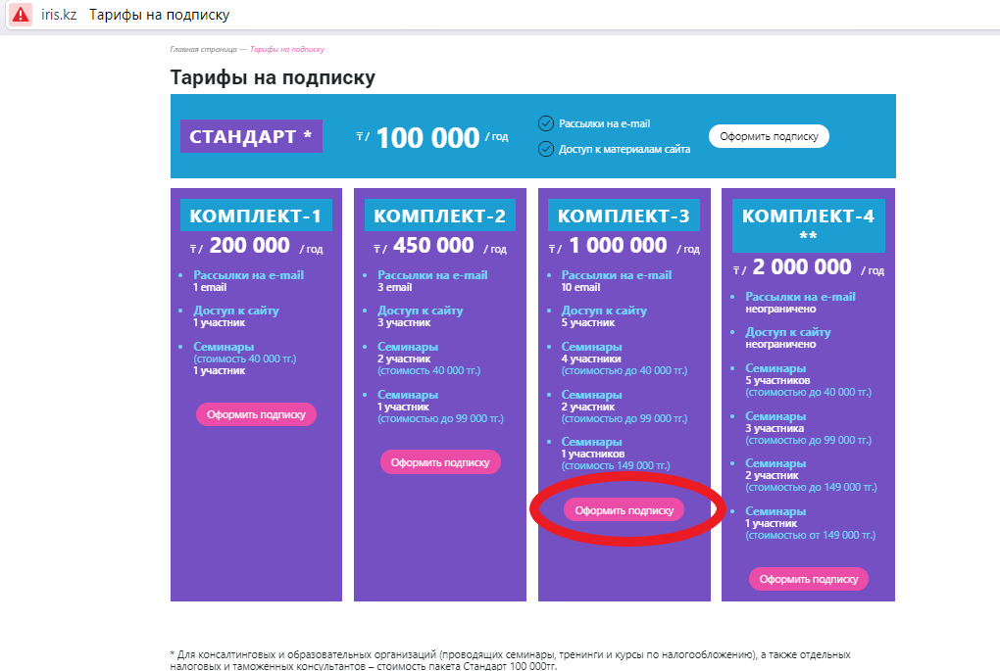 iris.kz Тарифы на подписку
Главная страница — Тарифы на подписку
Тарифы на подписку
СТАНДАРТ *
₸ / 100 000 / год
Рассылки на e-mail
Доступ к материалам сайта
Оформить подписку
КОМПЛЕКТ-1
₸ / 200 000 / год
Рассылки на e-mail
1 email
Доступ к сайту
1 участник
Семинары
(стоимость 40 000 тг.)
1 участник
Оформить подписку
КОМПЛЕКТ-2
₸ / 450 000 / год
Рассылки на e-mail
3 email
Доступ к сайту
3 участник
Семинары
2 участник
(стоимость 40 000 тг.)
Семинары
1 участник
(стоимостью до 99 000 тг.)
Оформить подписку
КОМПЛЕКТ-3
₸ / 1 000 000 / год
Рассылки на e-mail
10 email
Доступ к сайту
5 участник
Семинары
4 участники
(стоимостью до 40 000 тг.)
Семинары
2 участник
(стоимостью до 99 000 тг.)
Семинары
1 участников
(стоимость 149 000 тг.)
Оформить подписку
КОМПЛЕКТ-4
**
₸ / 2 000 000 / год
Рассылки на e-mail
неограничено
Доступ к сайту
неограничено
Семинары
5 участников
(стоимостью до 40 000 тг.)
Семинары
3 участника
(стоимостью до 99 000 тг.)
Семинары
2 участник
(стоимостью до 149 000 тг.)
Семинары
1 участник
(стоимостью от 149 000 тг.)
Оформить подписку
* Для консалтинговых и образовательных организаций (проводящих семинары, тренинги и курсы по налогообложению), а также отдельных
налоговых и таможенных консультантов – стоимость пакета Стандарт 100 000тг.